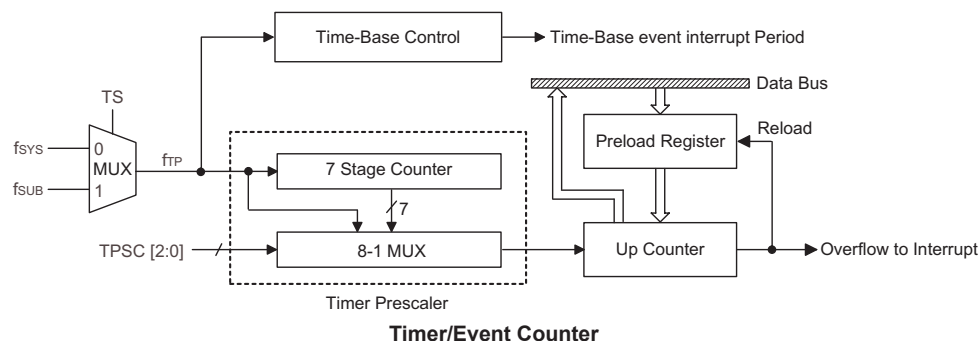 Time-Base Control
Time-Base event interrupt Period
Data Bus
TS
fSYS
0
MUX
fSUB
1
fTP
Preload Register
Reload
7 Stage Counter
7
TPSC [2:0]
8-1 MUX
Up Counter
Overflow to Interrupt
Timer Prescaler
Timer/Event Counter